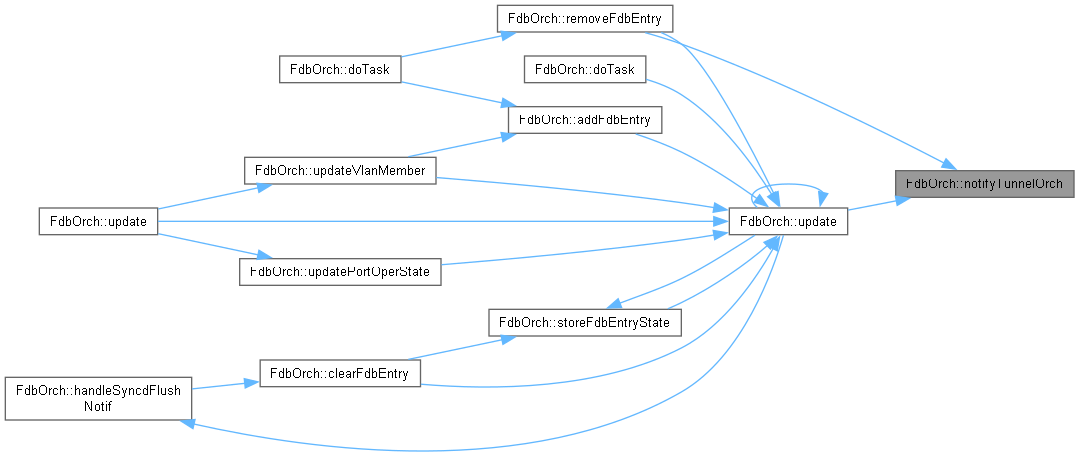 FdbOrch::removeFdbEntry
FdbOrch::doTask
FdbOrch::doTask
FdbOrch::addFdbEntry
FdbOrch::updateVlanMember
FdbOrch::notifyTunnelOrch
FdbOrch::update
FdbOrch::update
FdbOrch::updatePortOperState
FdbOrch::storeFdbEntryState
FdbOrch::clearFdbEntry
FdbOrch::handleSyncdFlush
Notif